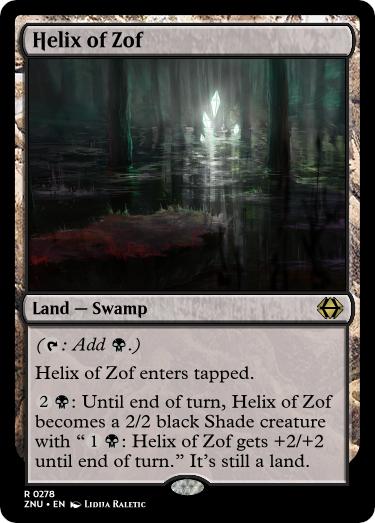 Helix of Zof
Land — Swamp
(: Add .)
Helix of Zof enters tapped.
2 : Until end of turn, Helix of Zof
becomes a 2/2 black Shade creature
with “ 1 : Helix of Zof gets +2/+2
until end of turn.” It's still a land.
R 0278
ZNU • EN Lidija Raletic